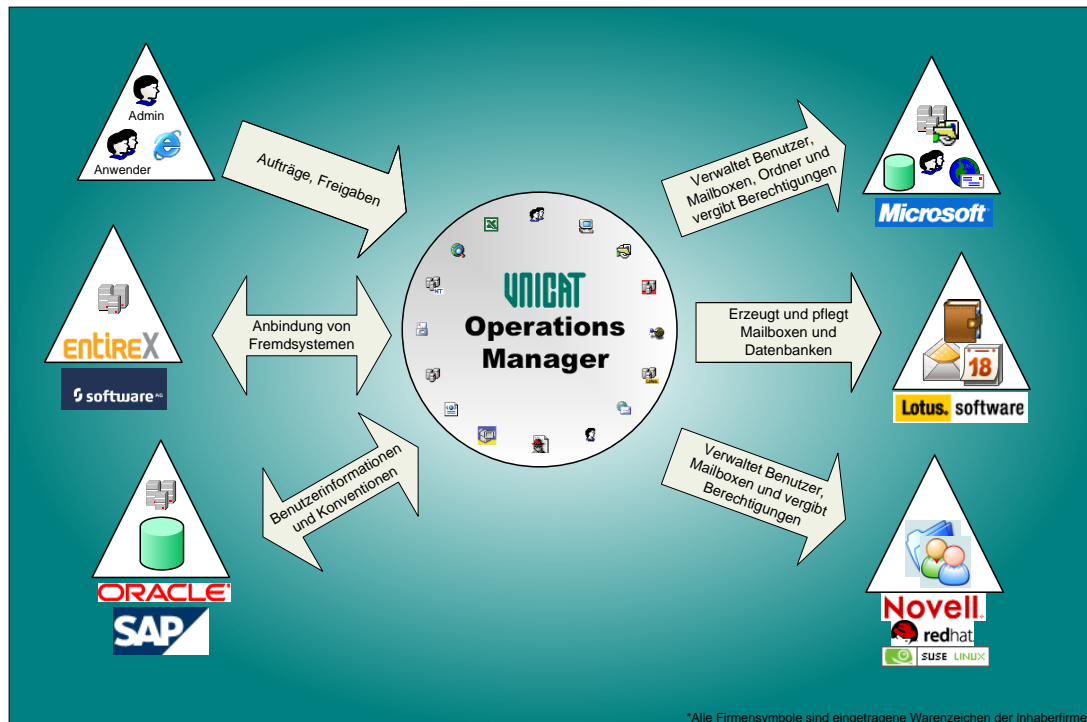 Admin
Anwender
Aufträge, Freigaben
Verwaltet Benutzer,
Mailboxen, Ordner und
vergibt Berechtigungen
Microsoft
entireX
software AG
Anbindung von
Fremdsystemen
UNICAT
Operations
Manager
NT
LOTUS
Erzeugt und pflegt
Mailboxen und
Datenbanken
18
Lotus. software
Benutzerinformationen
und Konventionen
ORACLE
SAP
Verwaltet Benutzer,
Mailboxen und vergibt
Berechtigungen
Novell.
redhat.
SUSE LINUX
*Alle Firmensymbole sind eingetragene Warenzeichen der Inhaberfirme